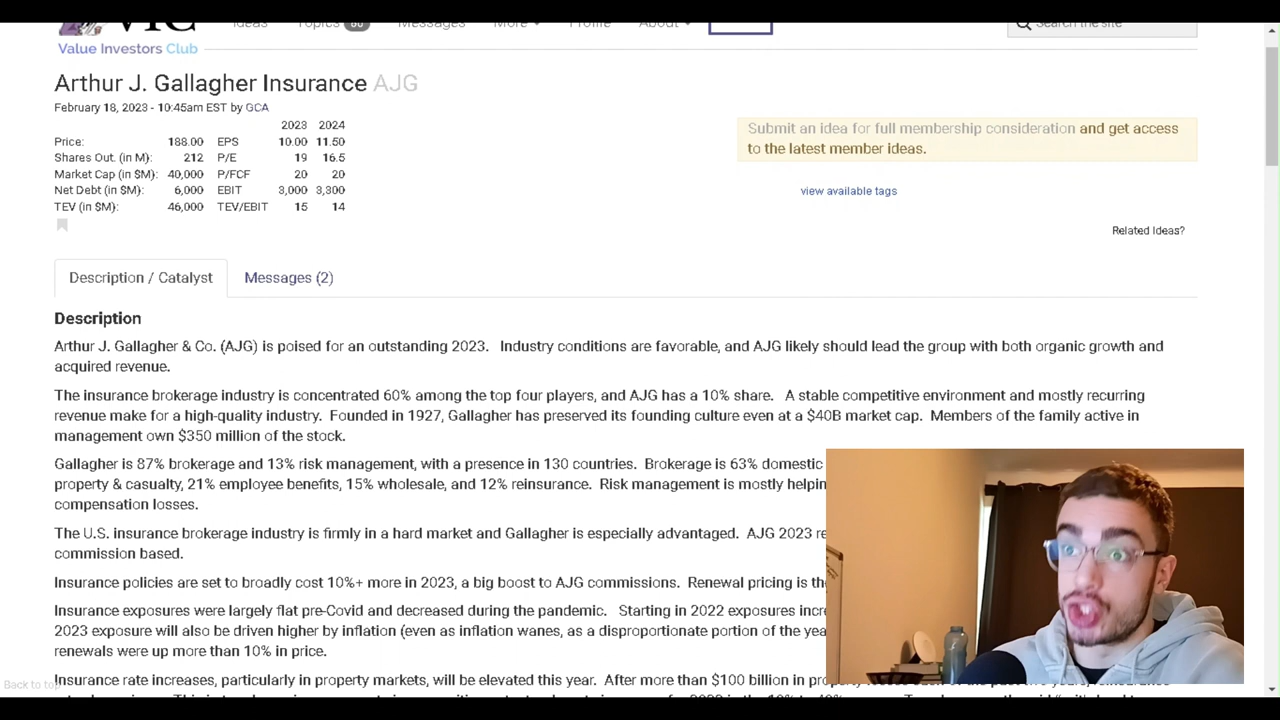 VIC
Ideas Topics 60 Messages More Profile About
Search the site
Value Investors Club
Arthur J. Gallagher Insurance AJG
February 18, 2023 - 10:45am EST by GCA
2023 2024
Price: 188.00 EPS 10.00 11.50
Shares Out. (in M): 212 P/E 19 16.5
Market Cap (in $M): 40,000 P/FCF 20 20
Net Debt (in $M): 6,000 EBIT 3,000 3,300
TEV (in $M): 46,000 TEV/EBIT 15 14
Submit an idea for full membership consideration and get access
to the latest member ideas.
view available tags
Related Ideas?
Description / Catalyst Messages (2)
Description
Arthur J. Gallagher & Co. (AJG) is poised for an outstanding 2023. Industry conditions are favorable, and AJG likely should lead the group with both organic growth and
acquired revenue.
The insurance brokerage industry is concentrated 60% among the top four players, and AJG has a 10% share. A stable competitive environment and mostly recurring
revenue make for a high-quality industry. Founded in 1927, Gallagher has preserved its founding culture even at a $40B market cap. Members of the family active in
management own $350 million of the stock.
Gallagher is 87% brokerage and 13% risk management, with a presence in 130 countries. Brokerage is 63% domestic
property & casualty, 21% employee benefits, 15% wholesale, and 12% reinsurance. Risk management is mostly helpin
compensation losses.
The U.S. insurance brokerage industry is firmly in a hard market and Gallagher is especially advantaged. AJG 2023 re
commission based.
Insurance policies are set to broadly cost 10%+ more in 2023, a big boost to AJG commissions. Renewal pricing is the
Insurance exposures were largely flat pre-Covid and decreased during the pandemic. Starting in 2022 exposures incre
2023 exposure will also be driven higher by inflation (even as inflation wanes, as a disproportionate portion of the yea
renewals were up more than 10% in price.
Insurance rate increases, particularly in property markets, will be elevated this year. After more than $100 billion in
Back to top